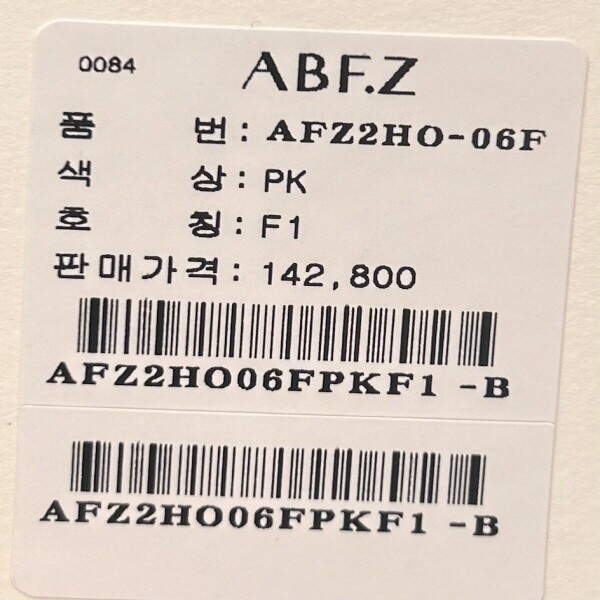 0084 ABF.Z
품 번 : AFZ2HO-06F
색 상 : PK
호 칭 : F1
판매가격 : 142,800
AFZ2HO06FPKF1 -B
AFZ2HO06FPKF1 -B